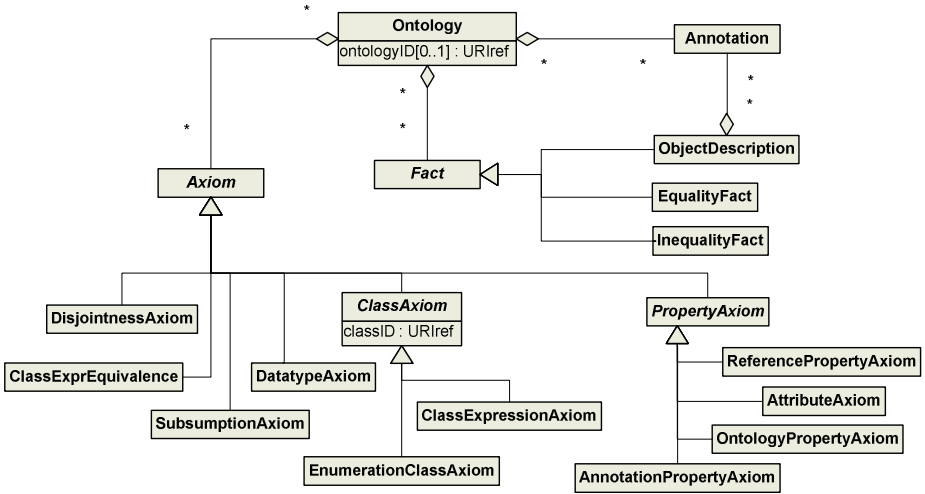 *
Ontology
ontologyID[0..1] : URIref
Annotation
*
*
*
*
*
*
*
ObjectDescription
Fact
Axiom
EqualityFact
InequalityFact
DisjointnessAxiom
ClassAxiom
classID : URIref
PropertyAxiom
ClassExprEquivalence
DatatypeAxiom
ReferencePropertyAxiom
AttributeAxiom
SubsumptionAxiom
ClassExpressionAxiom
OntologyPropertyAxiom
EnumerationClassAxiom
AnnotationPropertyAxiom